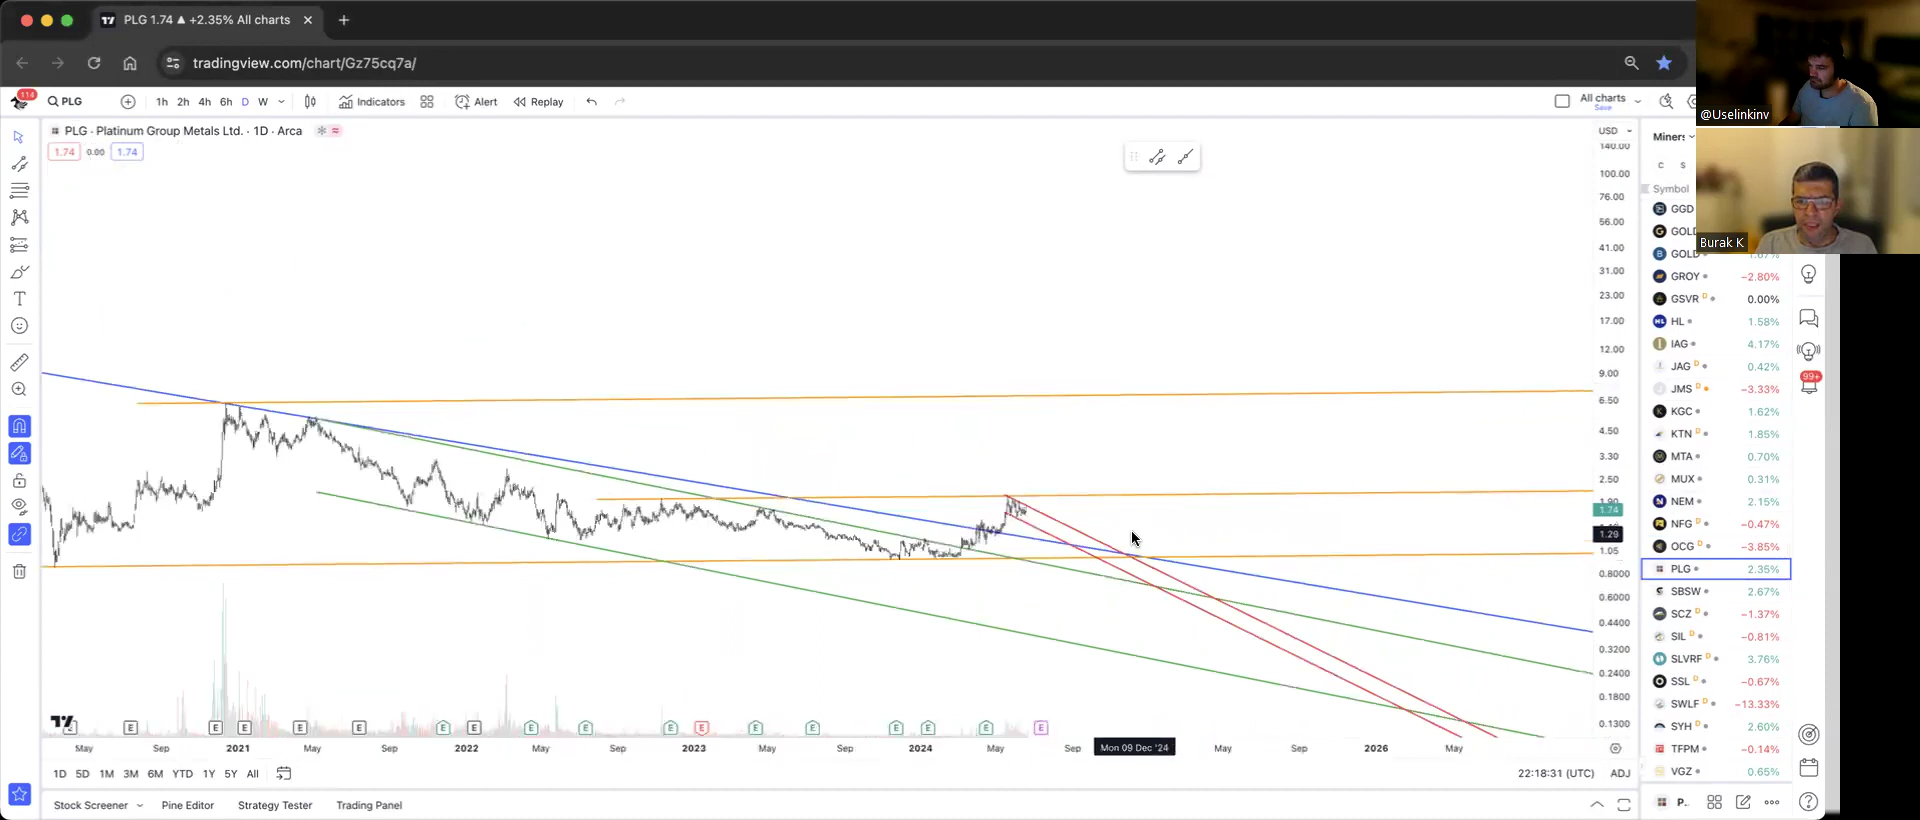 PLG 1.74 ▲ +2.35% All charts
tradingview.com/chart/Gz75cq7a/
@Uselinkinv
Burak K
114
PLG
1h 2h 4h 6h D W
Indicators
Alert
Replay
All charts
Save
PLG · Platinum Group Metals Ltd. · 1D · Arca
1.74 0.00 1.74
USD
140.00
100.00
76.00
56.00
41.00
31.00
23.00
17.00
12.00
9.00
6.50
4.50
3.30
2.50
1.90
1.74
1.29
1.05
0.8000
0.6000
0.4400
0.3200
0.2400
0.1800
0.1300
E E E E E E E E E E E E E E E E E
May Sep 2021 May Sep 2022 May Sep 2023 May Sep 2024 May Sep Mon 09 Dec '24 May Sep 2026 May
1D 5D 1M 3M 6M YTD 1Y 5Y All
22:18:31 (UTC) ADJ
Stock Screener Pine Editor Strategy Tester Trading Panel
Miners
C S
Symbol
GGD
GOLD
GOLD
GROY −2.80%
GSVR D 0.00%
HL 1.58%
IAG 4.17%
JAG D 0.42%
JMS D −3.33%
KGC 1.62%
KTN D 1.85%
MTA 0.70%
MUX 0.31%
NEM 2.15%
NFG D −0.47%
OCG D −3.85%
PLG 2.35%
SBSW 2.67%
SCZ D −1.37%
SIL D −0.81%
SLVRF D 3.76%
SSL D −0.67%
SWLF D −13.33%
SYH D 2.60%
TFPM −0.14%
VGZ 0.65%
P..
99+